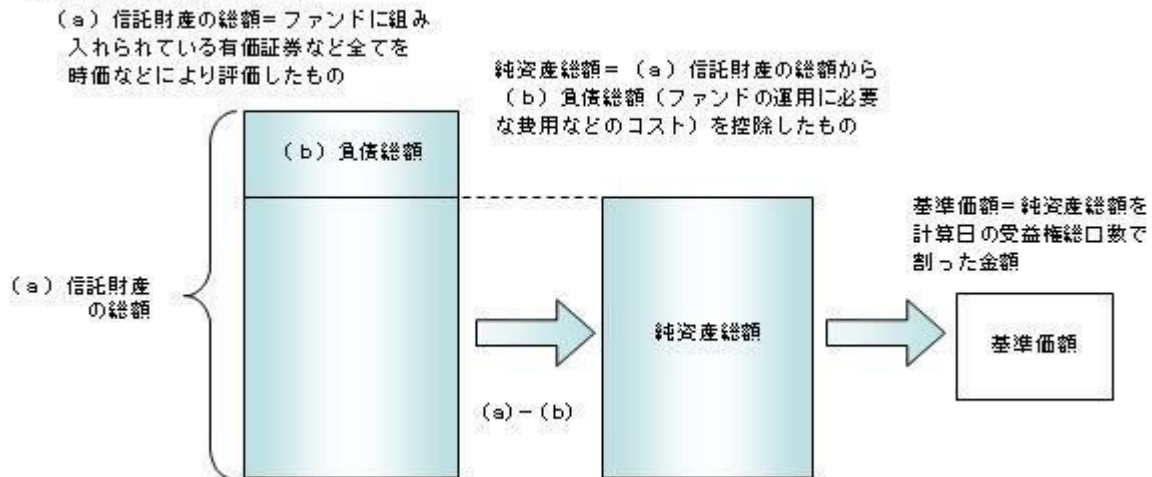 （a）信託財産の総額＝ファンドに組み
入れられている有価証券など全てを
時価などにより評価したもの
純資産総額＝（a）信託財産の総額から
（b）負債総額（ファンドの運用に必要
な費用などのコスト）を控除したもの
（b）負債総額
基準価額＝純資産総額を
計算日の受益権総口数で
割った金額
（a）信託財産
の総額
純資産総額
基準価額
(a)－(b)